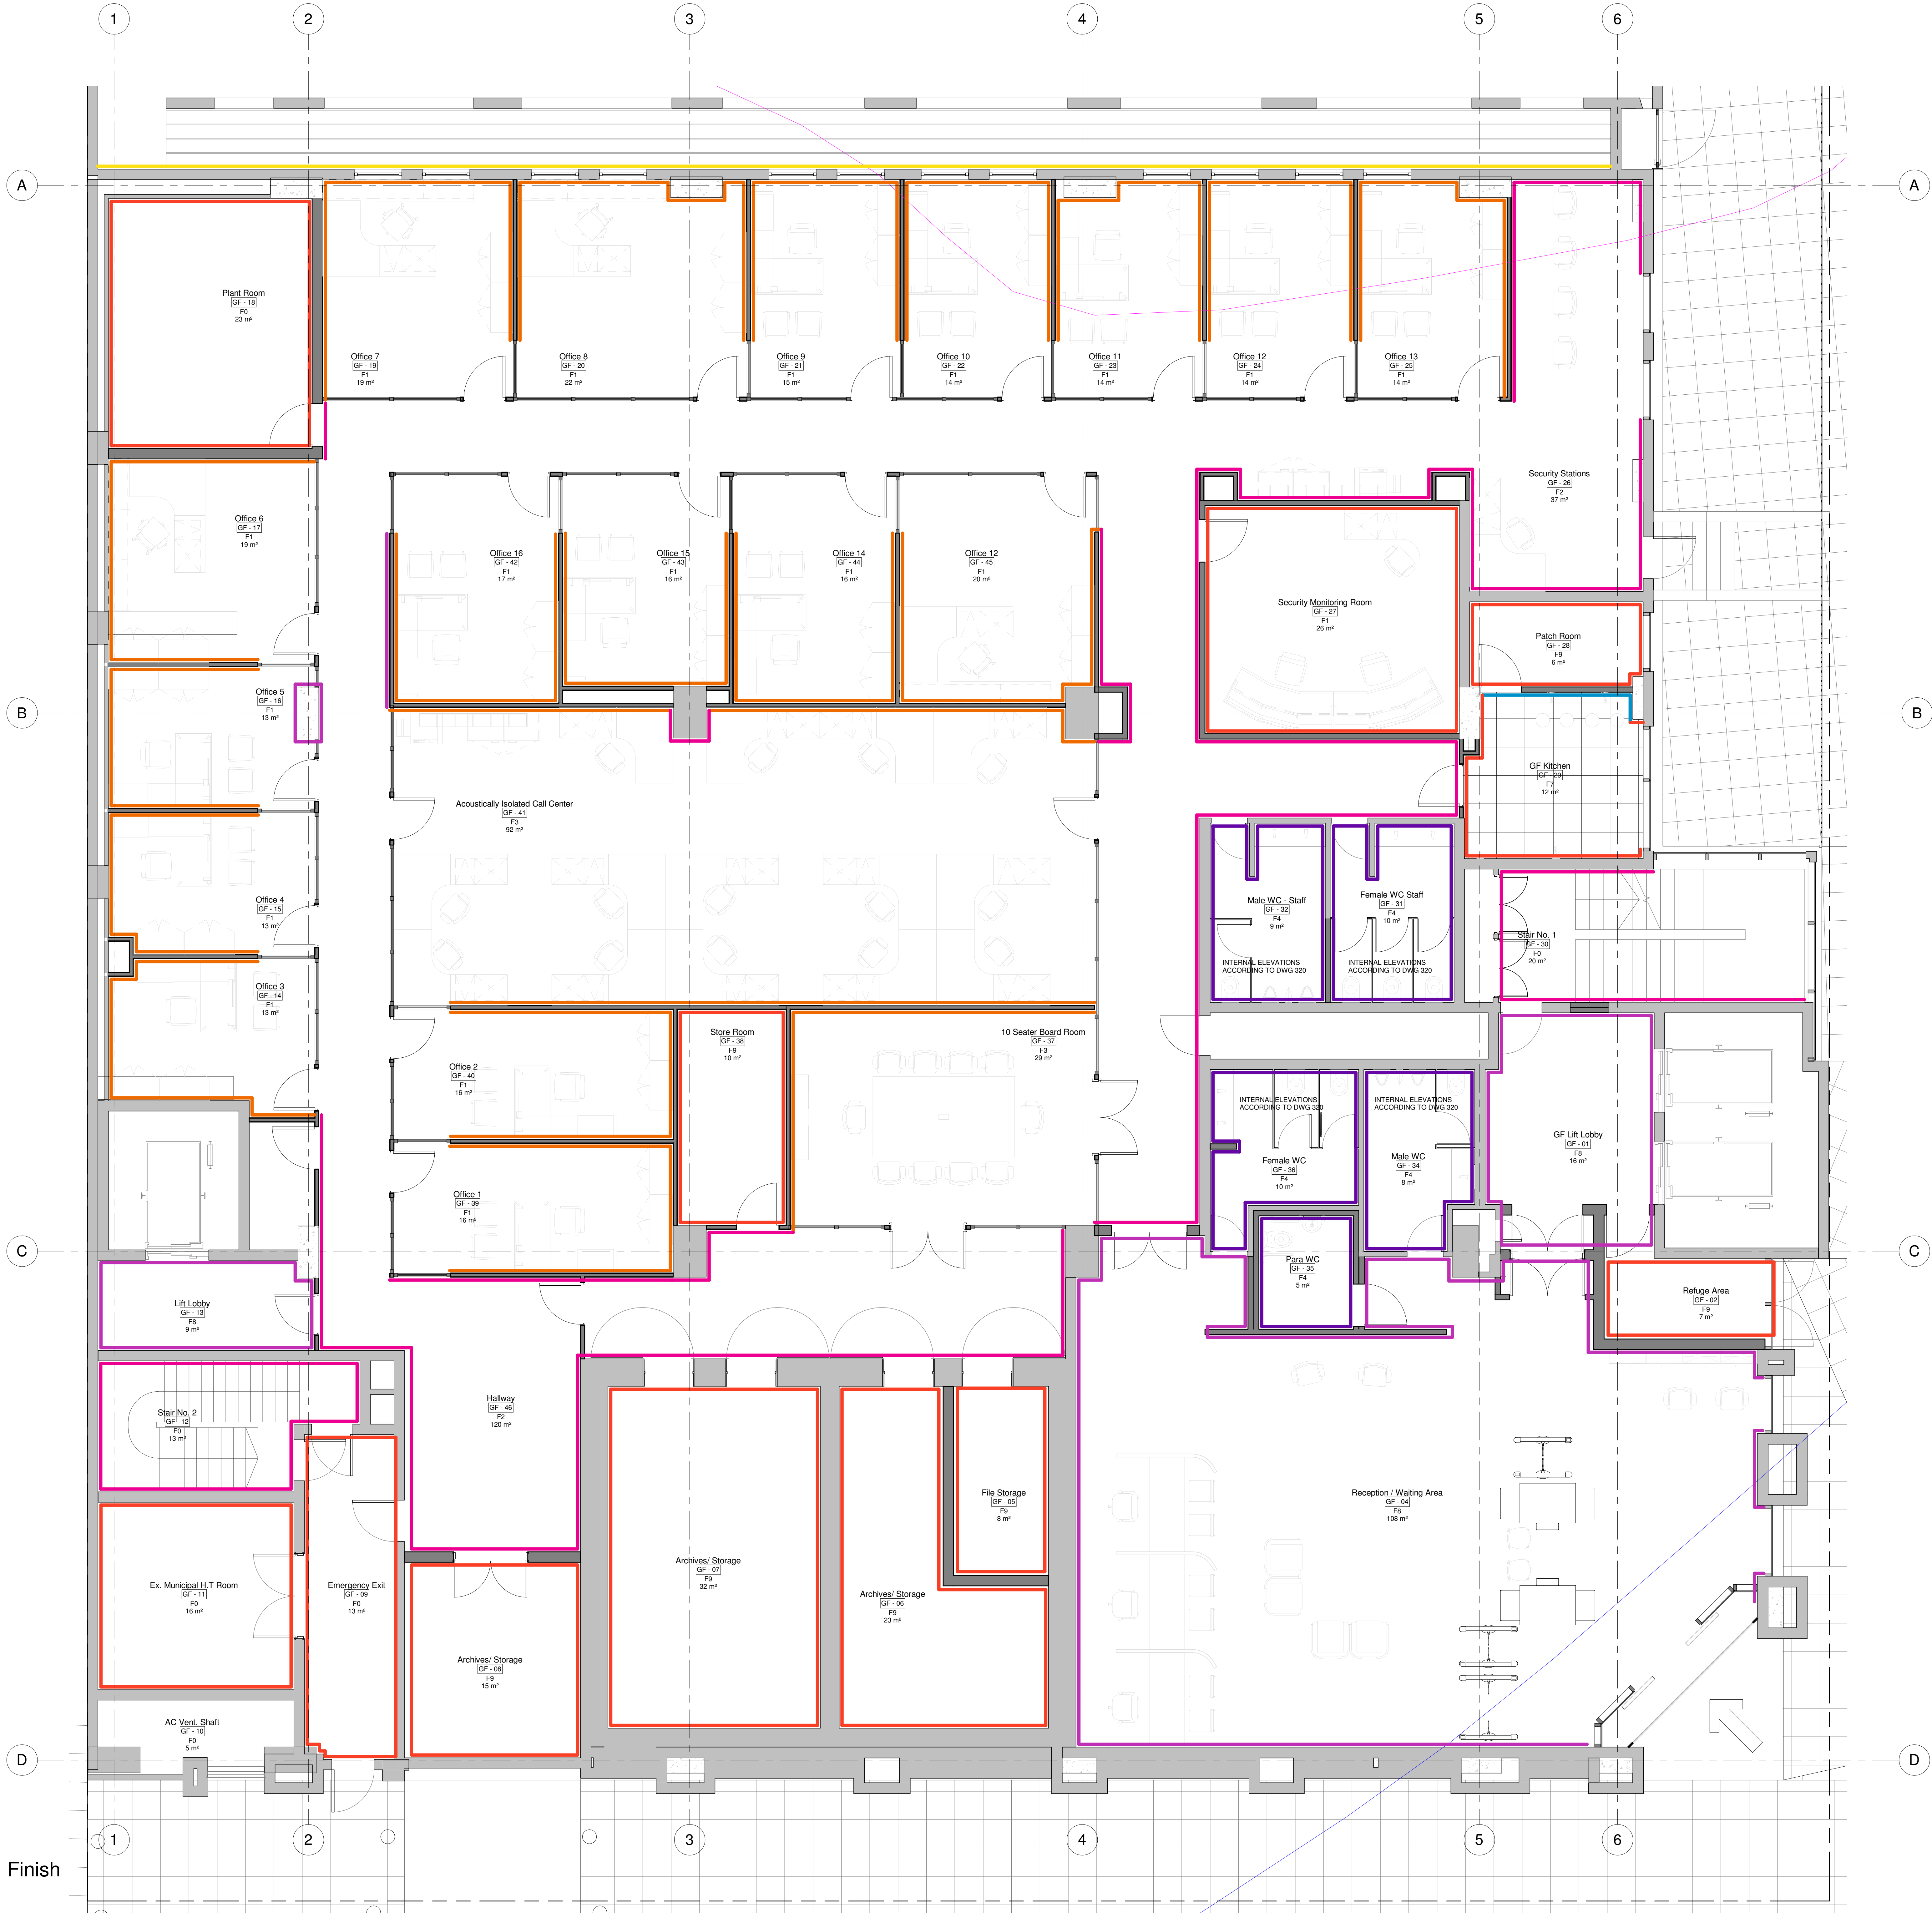 1
2
3
4
5
6
A
A
Plant Room
GF - 18
F0
23 m²
Office 7
GF - 19
F1
19 m²
Office 8
GF - 20
F1
22 m²
Office 9
GF - 21
F1
15 m²
Office 10
GF - 22
F1
14 m²
Office 11
GF - 23
F1
14 m²
Office 12
GF - 24
F1
14 m²
Office 13
GF - 25
F1
14 m²
Security Stations
GF - 26
F2
37 m²
Office 6
GF - 17
F1
19 m²
Office 16
GF - 42
F1
17 m²
Office 15
GF - 43
F1
16 m²
Office 14
GF - 44
F1
16 m²
Office 12
GF - 45
F1
20 m²
Security Monitoring Room
GF - 27
F1
26 m²
Patch Room
GF - 28
F9
6 m²
Office 5
GF - 16
F1
13 m²
B
B
GF Kitchen
GF - 29
F7
12 m²
Acoustically Isolated Call Center
GF - 41
F3
92 m²
Office 4
GF - 15
F1
13 m²
Male WC - Staff
GF - 32
F4
9 m²
Female WC Staff
GF - 31
F4
10 m²
INTERNAL ELEVATIONS
ACCORDING TO DWG 320
INTERNAL ELEVATIONS
ACCORDING TO DWG 320
Stair No. 1
GF - 30
F0
20 m²
Office 3
GF - 14
F1
13 m²
Store Room
GF - 38
F9
10 m²
10 Seater Board Room
GF - 37
F3
29 m²
Office 2
GF - 40
F1
16 m²
INTERNAL ELEVATIONS
ACCORDING TO DWG 320
INTERNAL ELEVATIONS
ACCORDING TO DWG 320
Female WC
GF - 36
F4
10 m²
Male WC
GF - 34
F4
8 m²
GF Lift Lobby
GF - 01
F8
16 m²
Office 1
GF - 39
F1
16 m²
C
C
Para WC
GF - 35
F4
5 m²
Lift Lobby
GF - 13
F8
9 m²
Refuge Area
GF - 02
F9
7 m²
Stair No. 2
GF - 12
F0
13 m²
Hallway
GF - 46
F2
120 m²
File Storage
GF - 05
F9
8 m²
Reception / Waiting Area
GF - 04
F8
108 m²
Ex. Municipal H.T Room
GF - 11
F0
16 m²
Emergency Exit
GF - 09
F0
13 m²
Archives/ Storage
GF - 07
F9
32 m²
Archives/ Storage
GF - 06
F9
23 m²
Archives/ Storage
GF - 08
F9
15 m²
AC Vent. Shaft
GF - 10
F0
5 m²
D
D
1
2
3
4
5
6
Finish